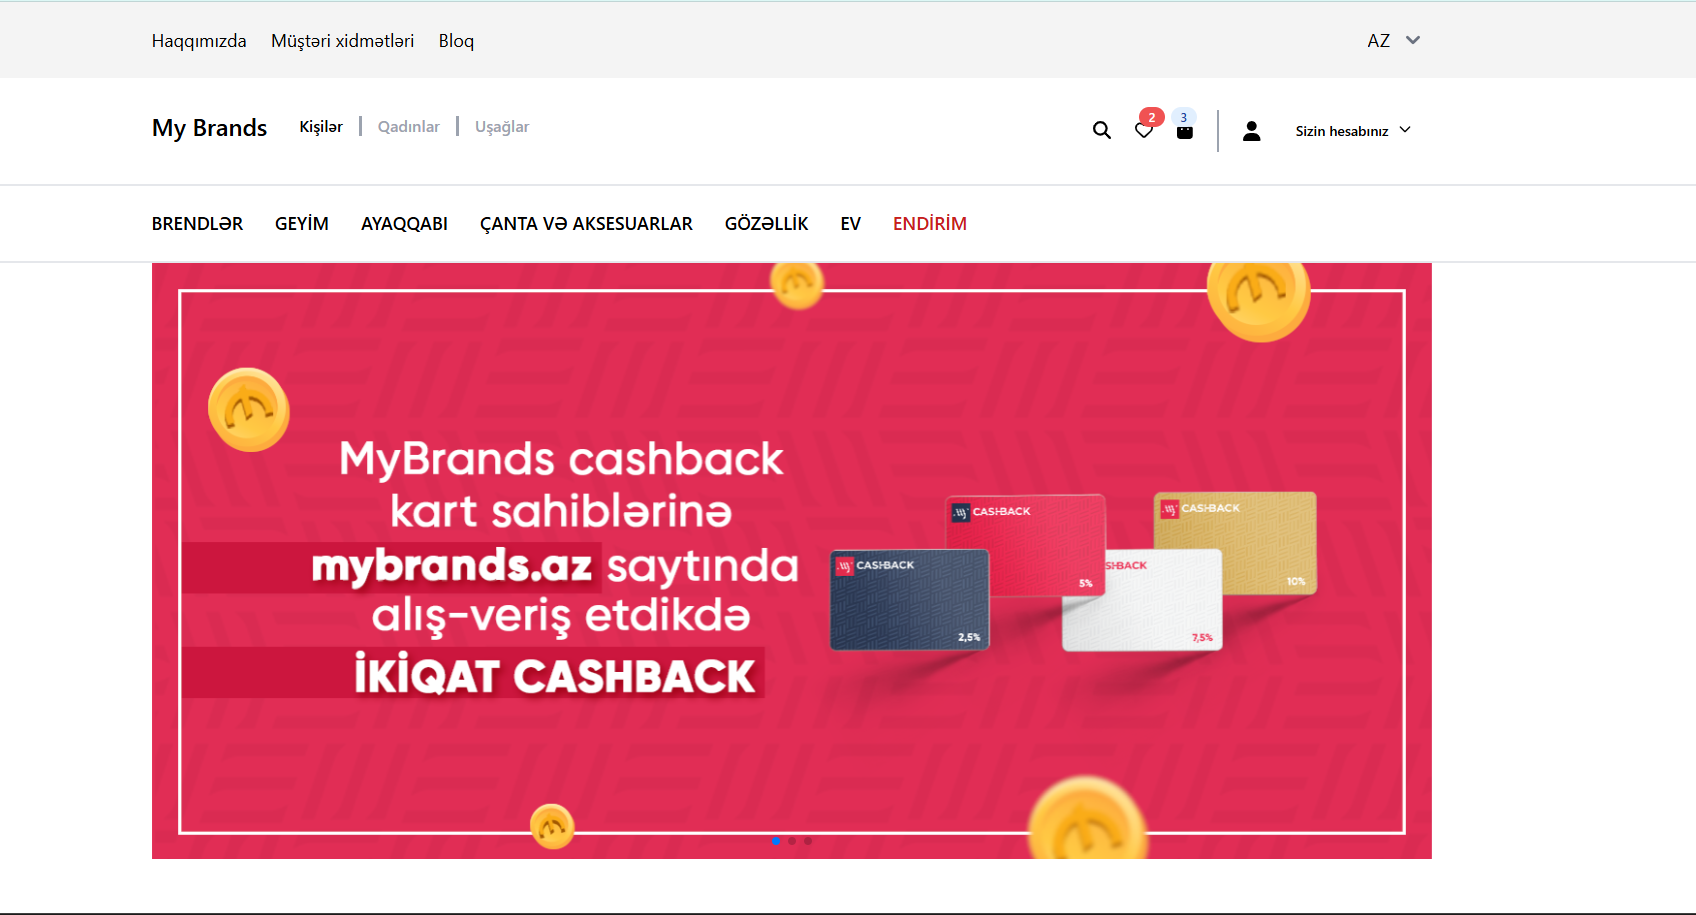 Haqqımızda Müştəri xidmətləri Bloq AZ
My Brands Kişilər Qadınlar Uşağlar 2 3 Sizin hesabınız
BRENDLƏR GEYİM AYAQQABI ÇANTA VƏ AKSESUARLAR GÖZƏLLİK EV ENDİRİM
MyBrands cashback
kart sahiblərinə
mybrands.az saytında
alış-veriş etdikdə
İKİQAT CASHBACK
CASHBACK
5%
CASHBACK
10%
CASHBACK
2,5%
SHBACK
7,5%